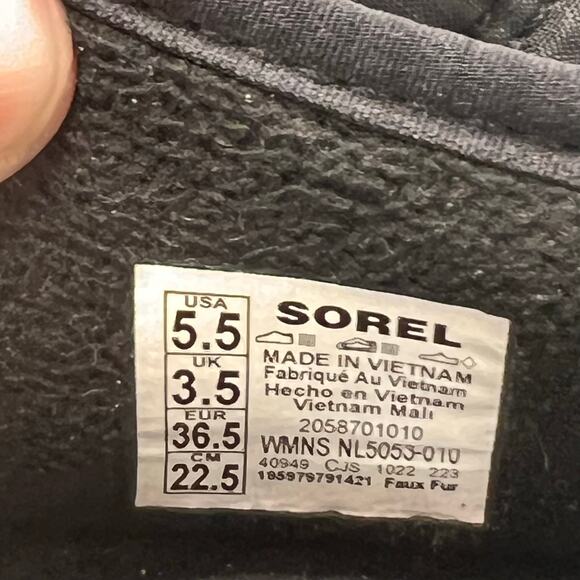 USA
5.5
UK
3.5
EUR
36.5
CM
22.5
SOREL
MADE IN VIETNAM
Fabriqué Au Vietnam
Hecho en Vietnam
Vietnam Malı
2058701010
WMNS NL5053-010
40949 CJS 1022 223
195979791421 Faux Fur